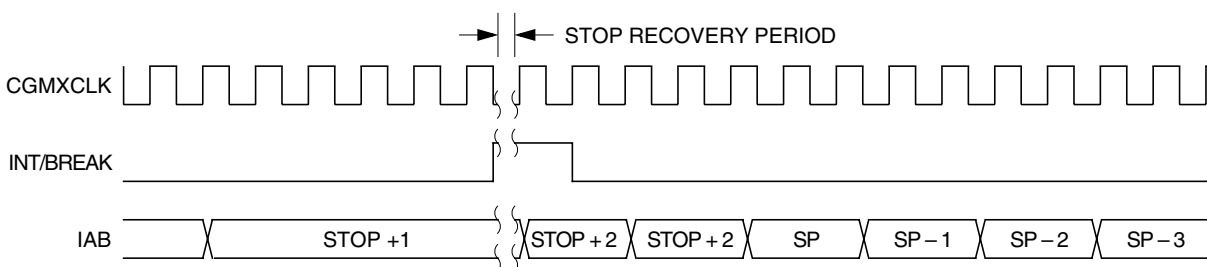 STOP RECOVERY PERIOD
CGMXCLK
INT/BREAK
IAB STOP +1 STOP + 2 STOP + 2 SP SP – 1 SP – 2 SP – 3